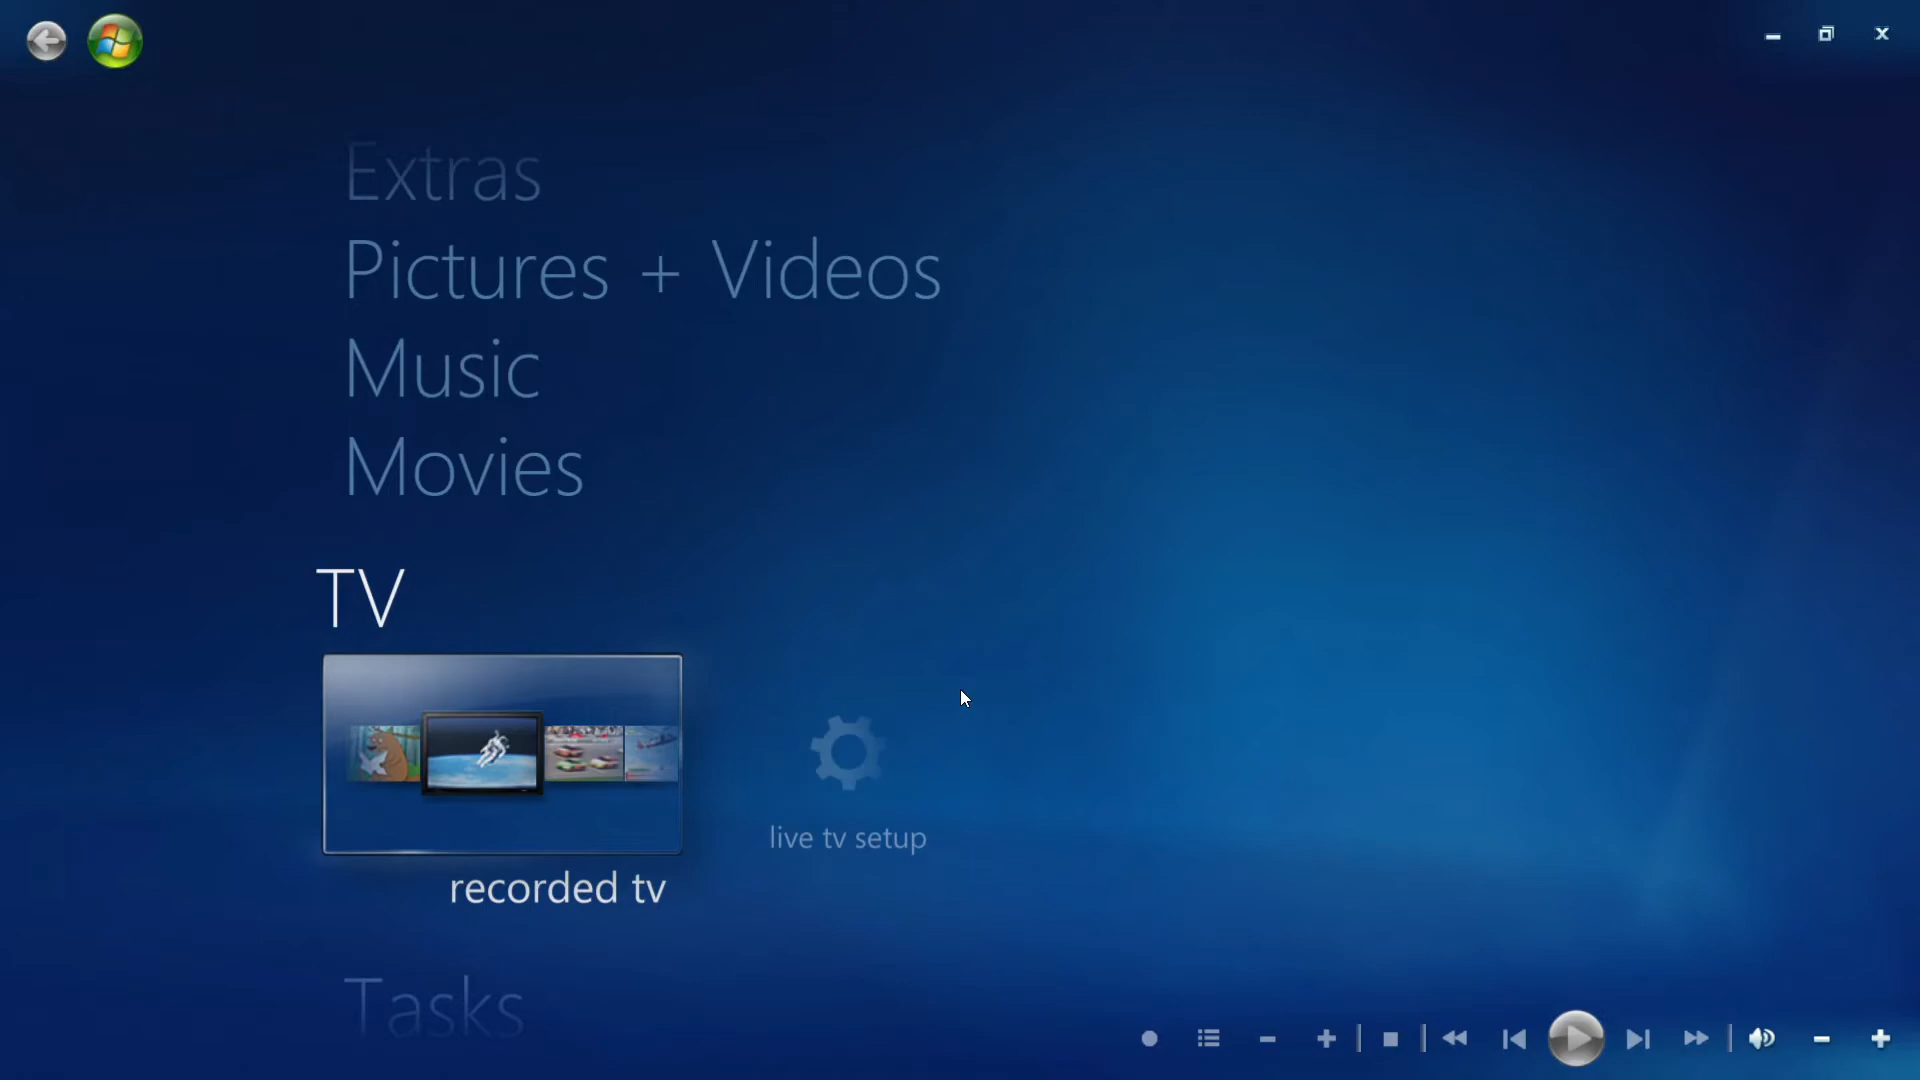 Extras
Pictures + Videos
Music
Movies
TV
live tv setup
recorded tv
Tasks